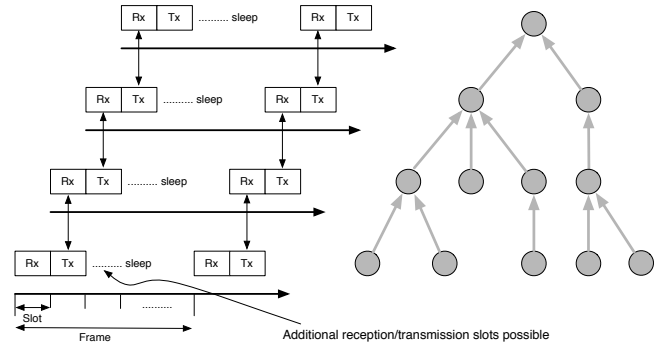 Rx Tx .......... sleep Rx Tx
Rx Tx .......... sleep Rx Tx
Rx Tx .......... sleep Rx Tx
Rx Tx .......... sleep Rx Tx
..........
Slot
Frame
Additional reception/transmission slots possible